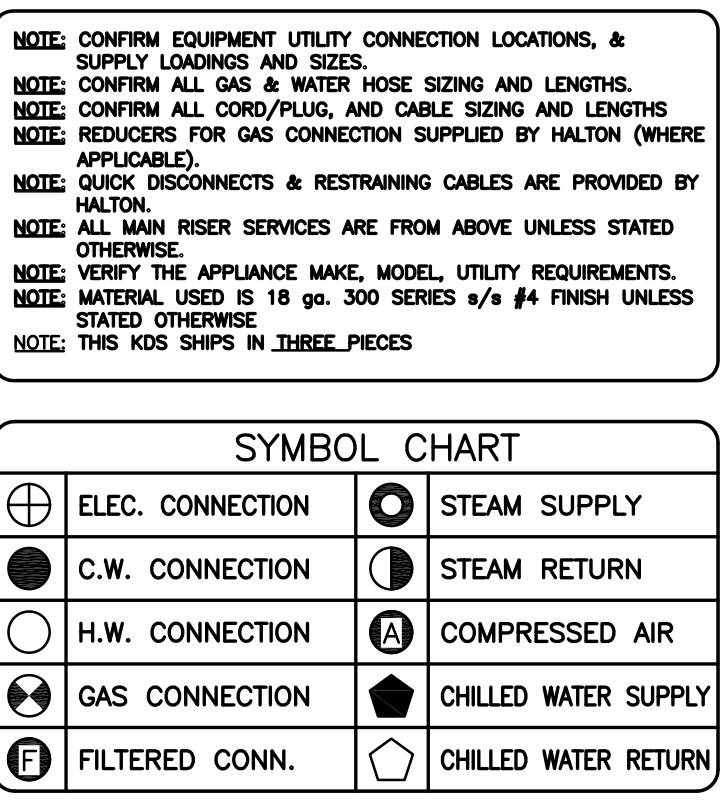 NOTE: CONFIRM EQUIPMENT UTILITY CONNECTION LOCATIONS, &
SUPPLY LOADINGS AND SIZES.
NOTE: CONFIRM ALL GAS & WATER HOSE SIZING AND LENGTHS.
NOTE: CONFIRM ALL CORD/PLUG, AND CABLE SIZING AND LENGTHS
NOTE: REDUCERS FOR GAS CONNECTION SUPPLIED BY HALTON (WHERE
APPLICABLE).
NOTE: QUICK DISCONNECTS & RESTRAINING CABLES ARE PROVIDED BY
HALTON.
NOTE: ALL MAIN RISER SERVICES ARE FROM ABOVE UNLESS STATED
OTHERWISE.
NOTE: VERIFY THE APPLIANCE MAKE, MODEL, UTILITY REQUIREMENTS.
NOTE: MATERIAL USED IS 18 ga. 300 SERIES s/s #4 FINISH UNLESS
STATED OTHERWISE
NOTE: THIS KDS SHIPS IN THREE PIECES
SYMBOL CHART
ELEC. CONNECTION STEAM SUPPLY
C.W. CONNECTION STEAM RETURN
H.W. CONNECTION A COMPRESSED AIR
GAS CONNECTION CHILLED WATER SUPPLY
F FILTERED CONN. CHILLED WATER RETURN